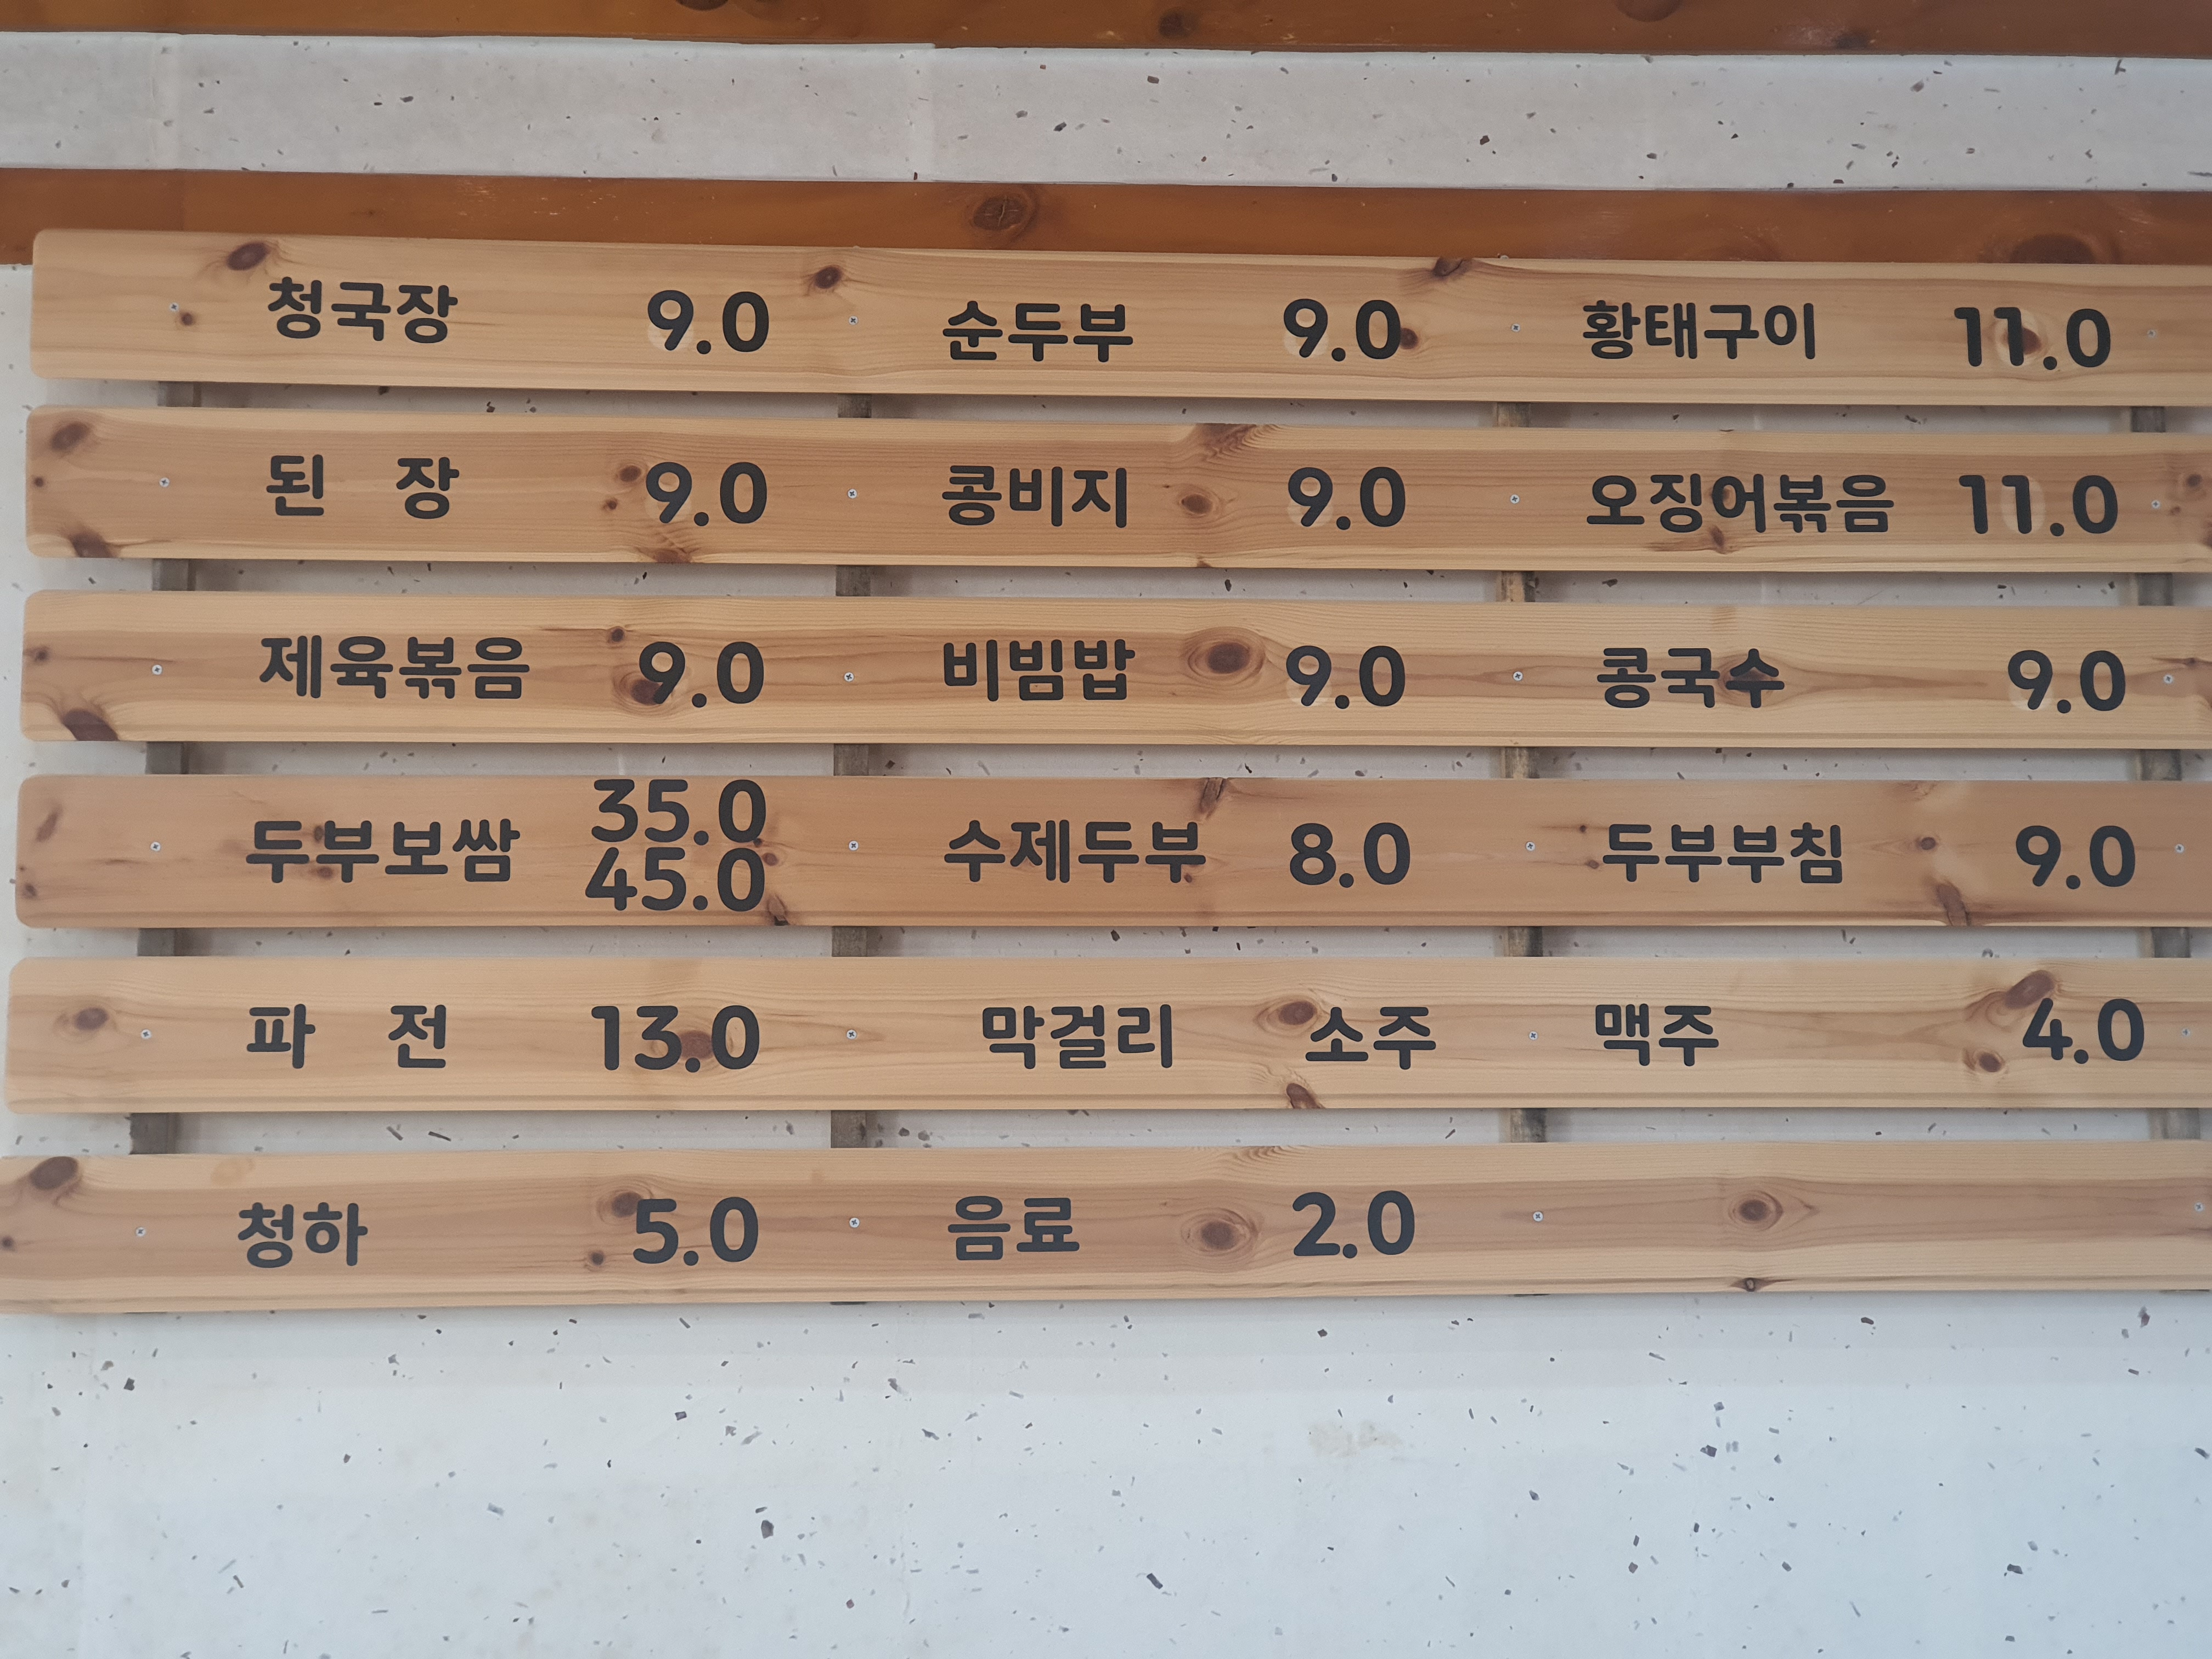 청국장 9.0 순두부 9.0 황태구이 11.0
된 장 9.0 콩비지 9.0 오징어볶음 11.0
제육볶음 9.0 비빔밥 9.0 콩국수 9.0
두부보쌈 35.0 45.0 수제두부 8.0 두부부침 9.0
파 전 13.0 막걸리 소주 맥주 4.0
청하 5.0 음료 2.0